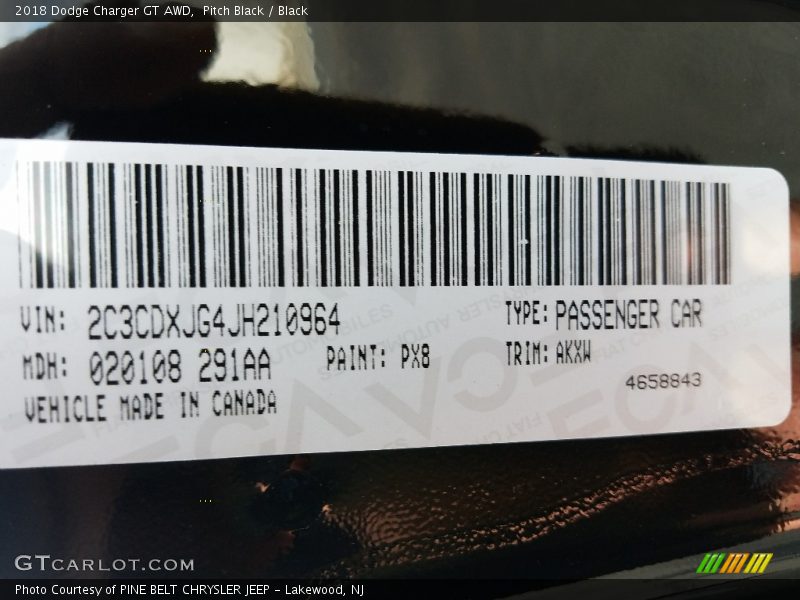 2018 Dodge Charger GT AWD,  Pitch Black / Black
VIN: 2C3CDXJG4JH210964
TYPE: PASSENGER CAR
MDH: 020108 291AA
PAINT: PX8
TRIM: AKXW
4658843
VEHICLE MADE IN CANADA
GTCARLOT.COM
Photo Courtesy of PINE BELT CHRYSLER JEEP - Lakewood, NJ